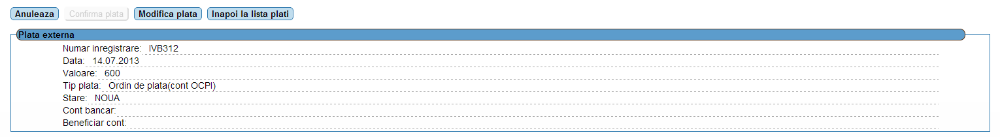 Anuleaza Confirma plata Modifica plata Inapoi la lista plati
Plata externa
Numar inregistrare: IVB312
Data: 14.07.2013
Valoare: 600
Tip plata: Ordin de plata(cont OCPI)
Stare: NOUA
Cont bancar:
Beneficiar cont: